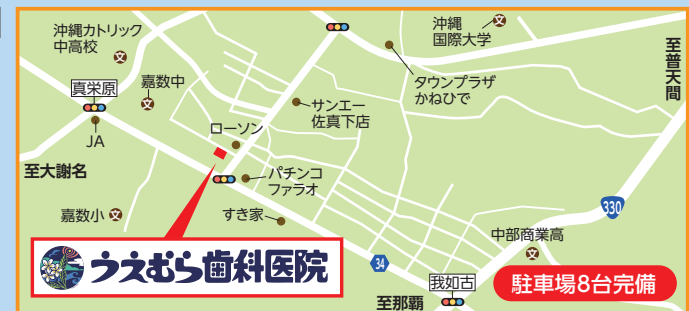 沖縄カトリック
中高校
文
沖縄
国際大学
文
至普天間
真栄原
嘉数中
文
タウンプラザ
かねひで
サンエー
佐真下店
JA
ローソン
至大謝名
パチンコ
ファラオ
嘉数小
文
すき家
330
中部商業高
文
うえむら歯科医院
34
我如古
駐車場8台完備
至那覇